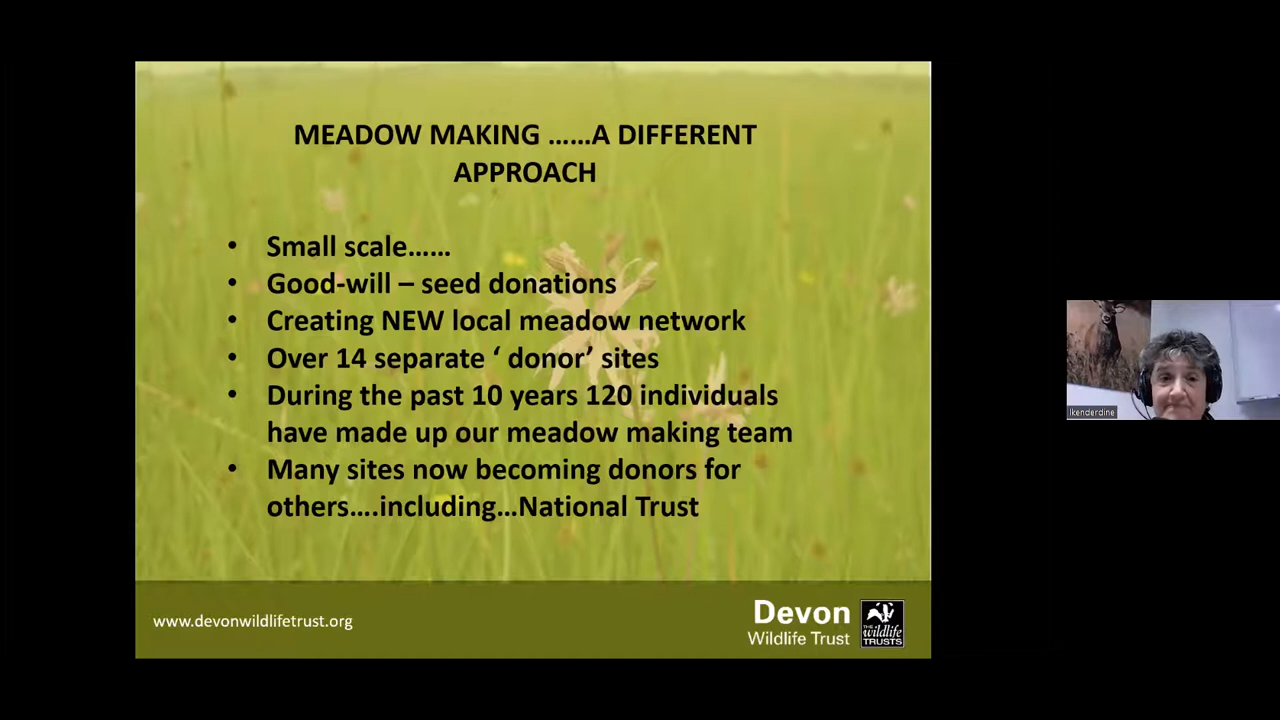 MEADOW MAKING ……A DIFFERENT
APPROACH
• Small scale……
• Good-will – seed donations
• Creating NEW local meadow network
• Over 14 separate ‘ donor’ sites
• During the past 10 years 120 individuals
have made up our meadow making team
• Many sites now becoming donors for
others….including…National Trust
www.devonwildlifetrust.org
Devon
Wildlife Trust
THE
wildlife
TRUSTS
lkenderdine